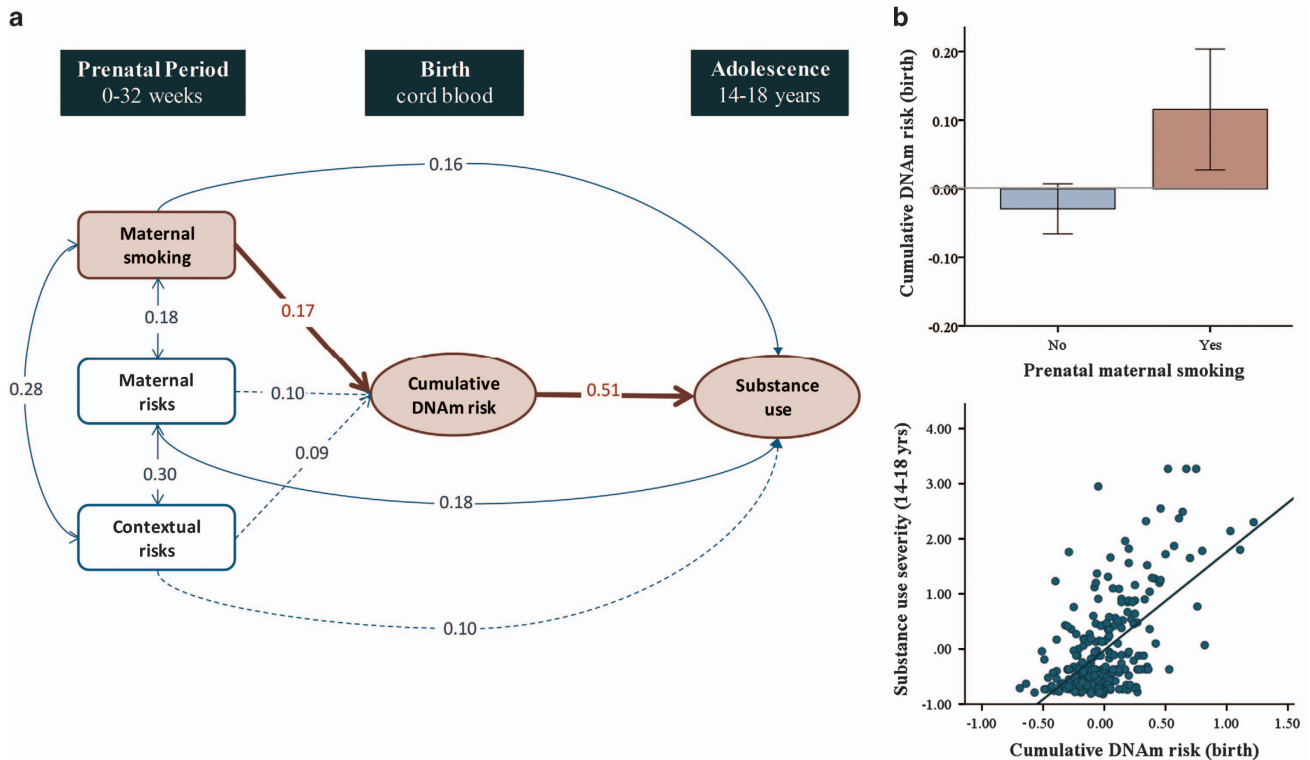 a
Prenatal Period
0-32 weeks
Birth
cord blood
Adolescence
14-18 years
0.16
Maternal
smoking
0.17
0.18
0.28
Maternal
risks
0.10
Cumulative
DNAm risk
0.51
Substance
use
0.09
0.30
0.18
Contextual
risks
0.10
b
Cumulative DNAm risk (birth)
0.20
0.10
0.00
-0.10
-0.20
No
Yes
Prenatal maternal smoking
Substance use severity (14-18 yrs)
4.00
3.00
2.00
1.00
.00
-1.00
-1.00
-0.50
0.00
0.50
1.00
1.50
Cumulative DNAm risk (birth)